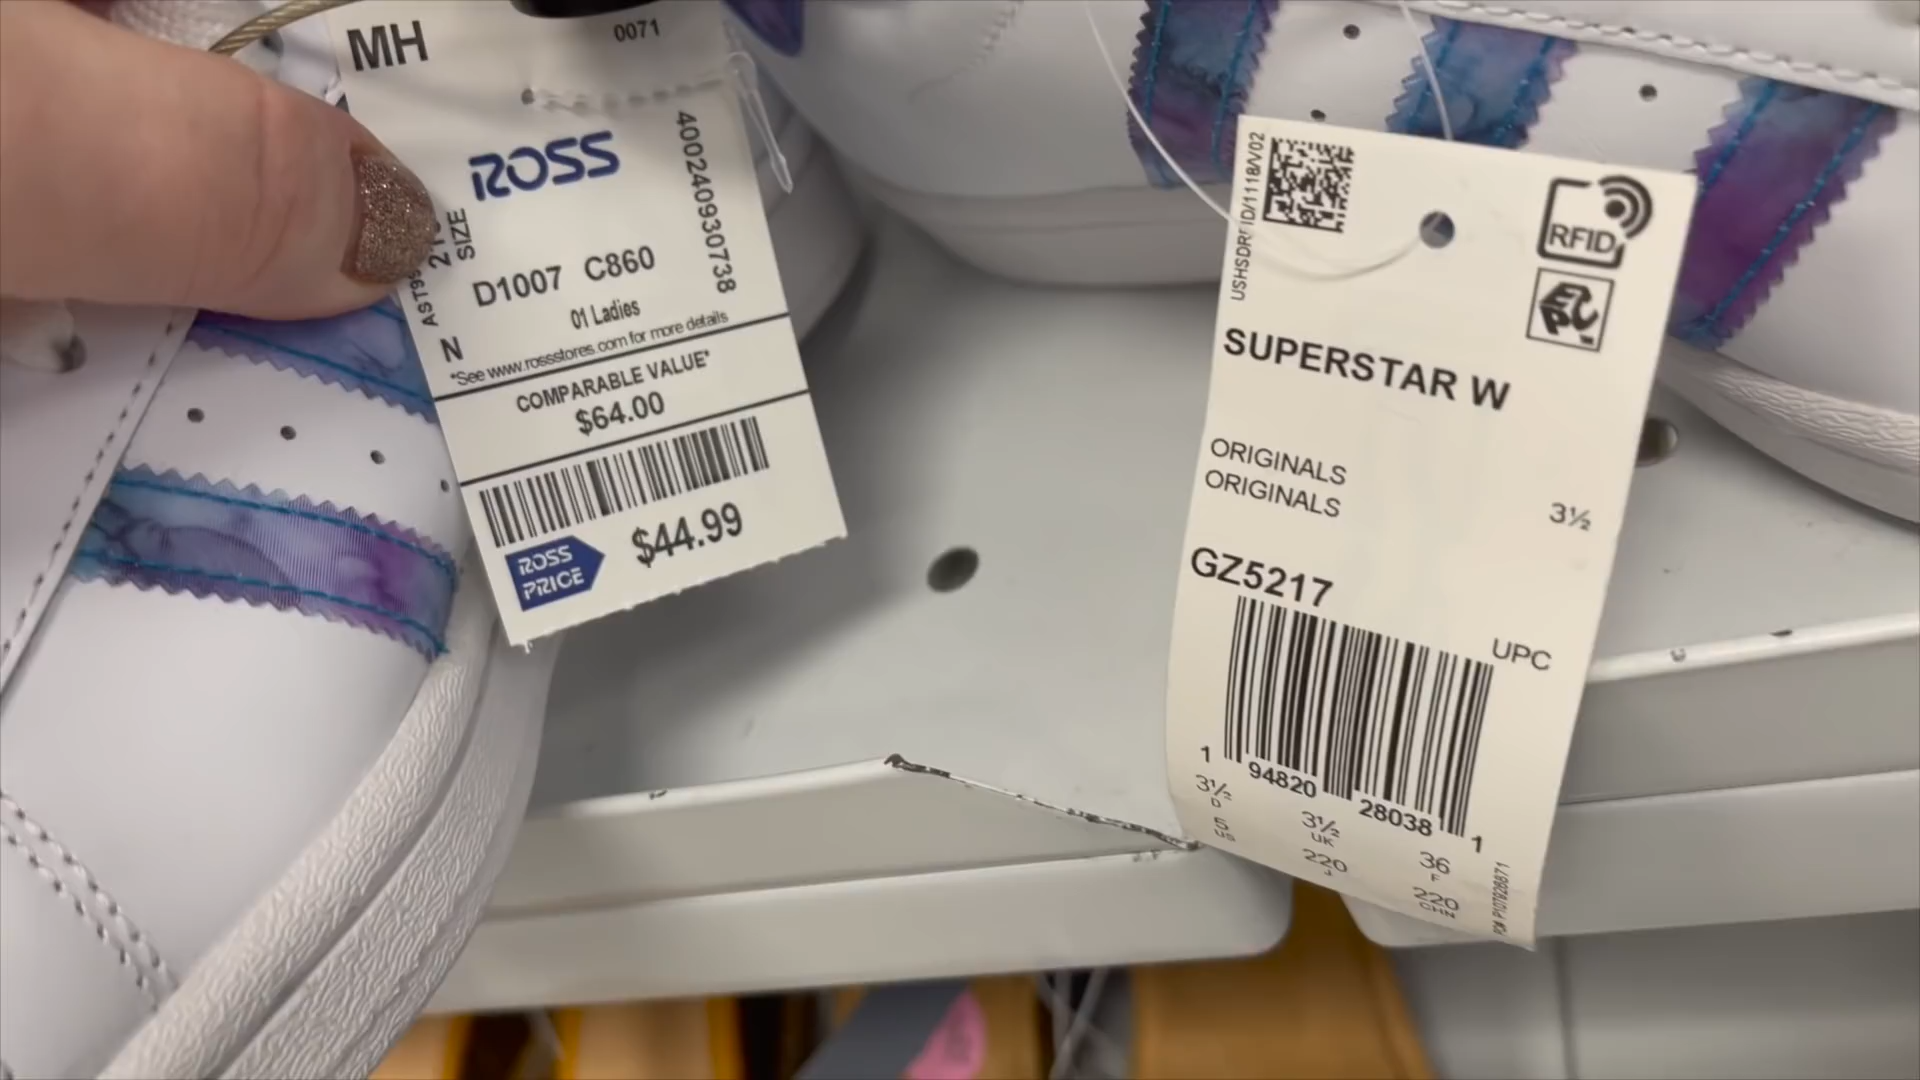 MH
0071
ROSS
400240930738
SIZE
D1007 C860
01 Ladies
N
*See www.rossstores.com for more details
COMPARABLE VALUE*
$64.00
ROSS
PRICE
$44.99
RFID
SUPERSTAR W
ORIGINALS
ORIGINALS
3½
GZ5217
UPC
1 94820 28038 1
3½
D
5
US
3½
UK
220
J
36
F
220
CHN